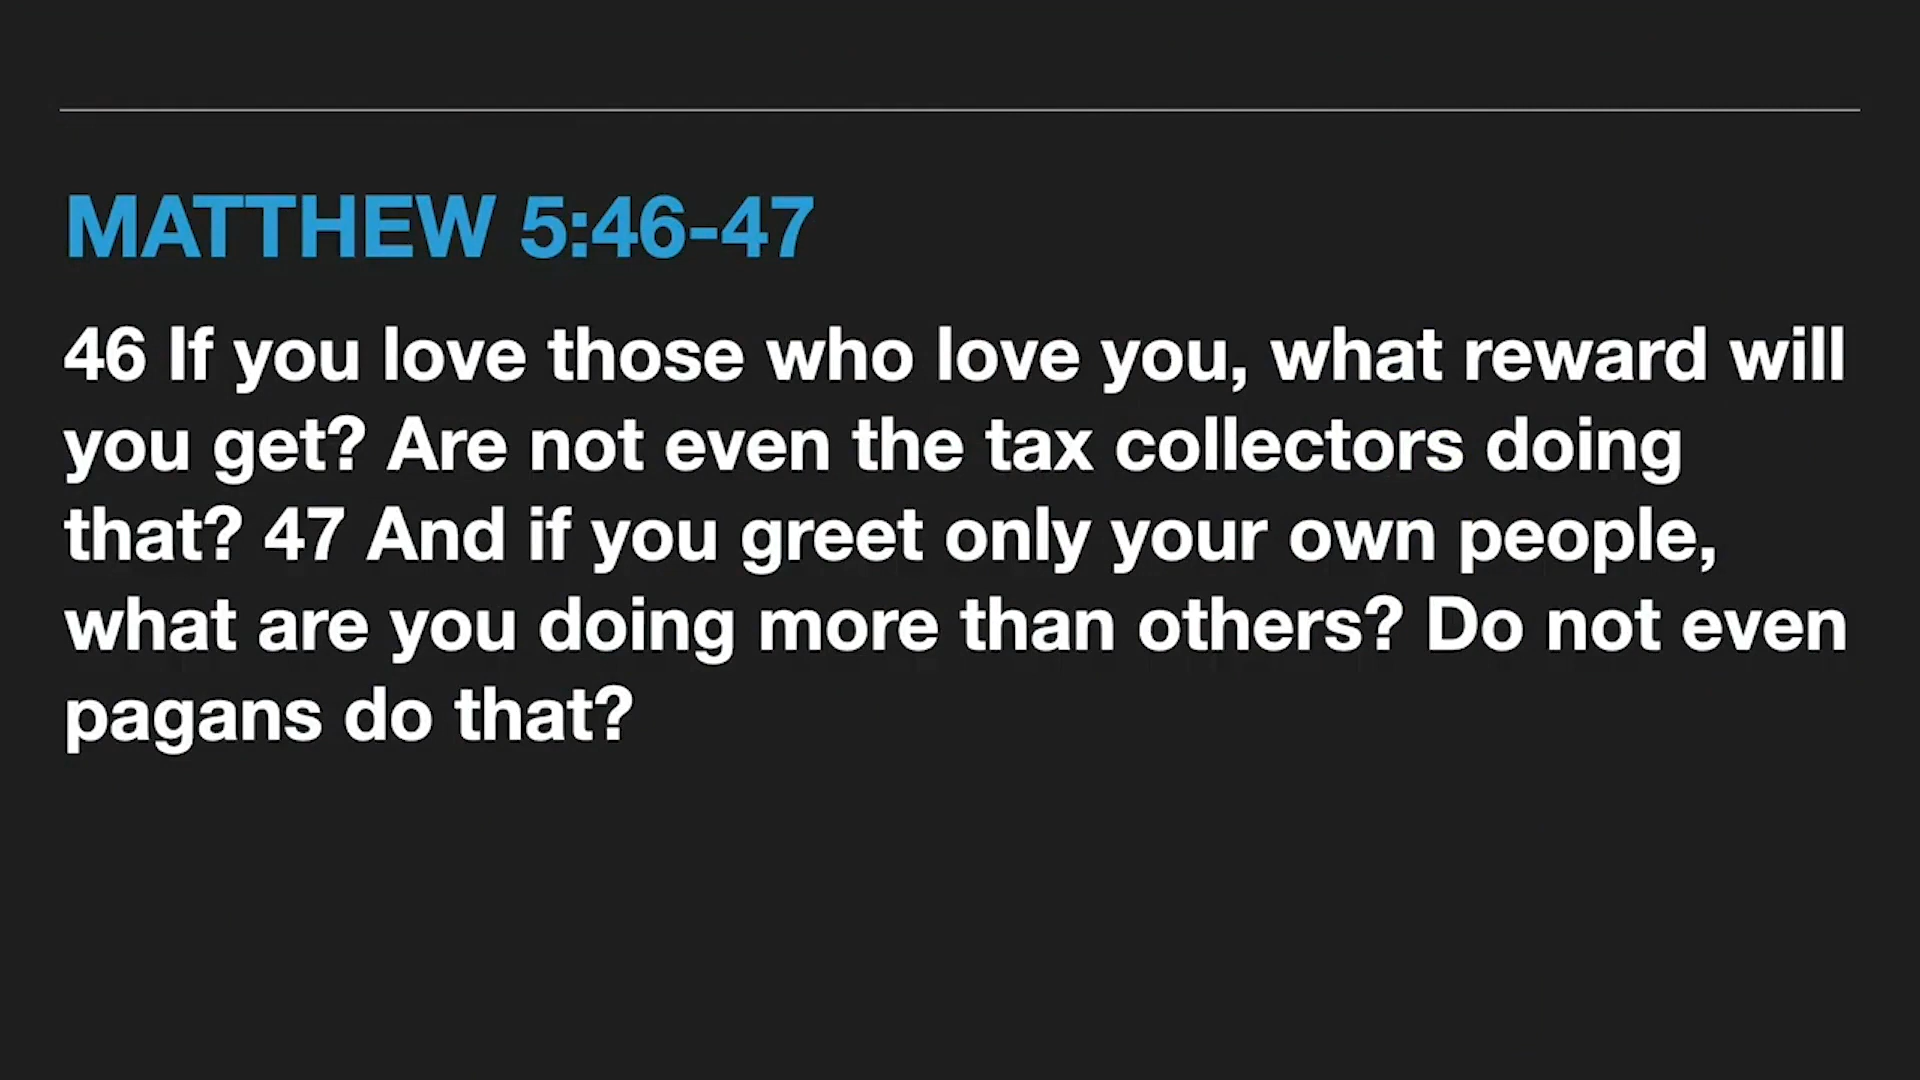 MATTHEW 5:46-47
46 If you love those who love you, what reward will
you get? Are not even the tax collectors doing
that? 47 And if you greet only your own people,
what are you doing more than others? Do not even
pagans do that?